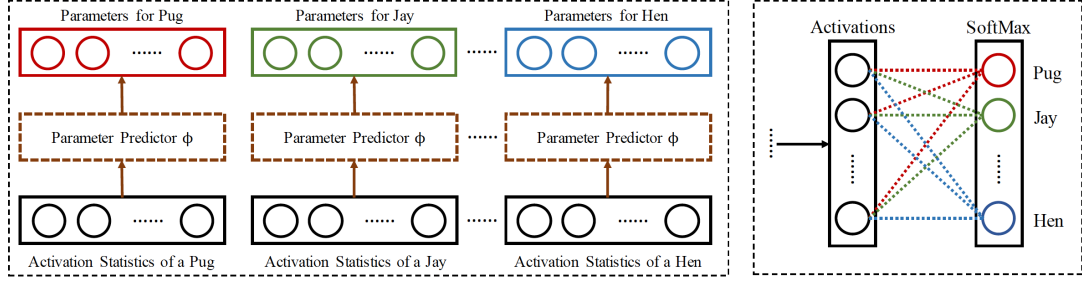 Parameters for Pug
Parameters for Jay
Parameters for Hen
Parameter Predictor ϕ
Parameter Predictor ϕ
Parameter Predictor ϕ
Activation Statistics of a Pug
Activation Statistics of a Jay
Activation Statistics of a Hen
Activations
SoftMax
Pug
Jay
Hen